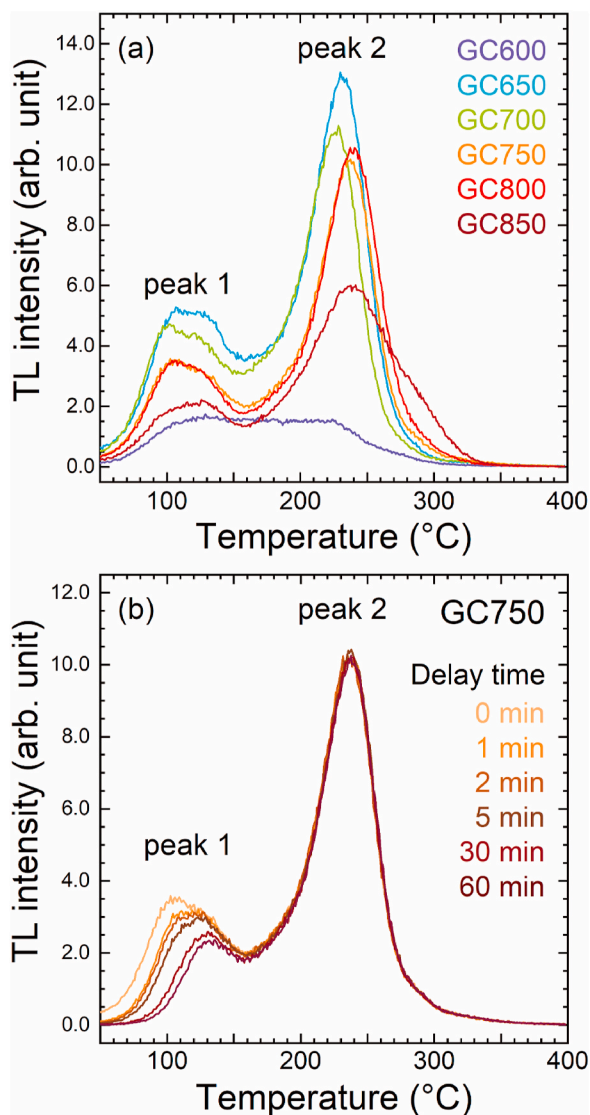 (a)
peak 2
peak 1
GC600
GC650
GC700
GC750
GC800
GC850
14.0
12.0
10.0
8.0
6.0
4.0
2.0
0.0
TL intensity (arb. unit)
100
200
300
400
Temperature (°C)
(b)
peak 2
GC750
peak 1
Delay time
0 min
1 min
2 min
5 min
30 min
60 min
12.0
10.0
8.0
6.0
4.0
2.0
0.0
TL intensity (arb. unit)
100
200
300
400
Temperature (°C)